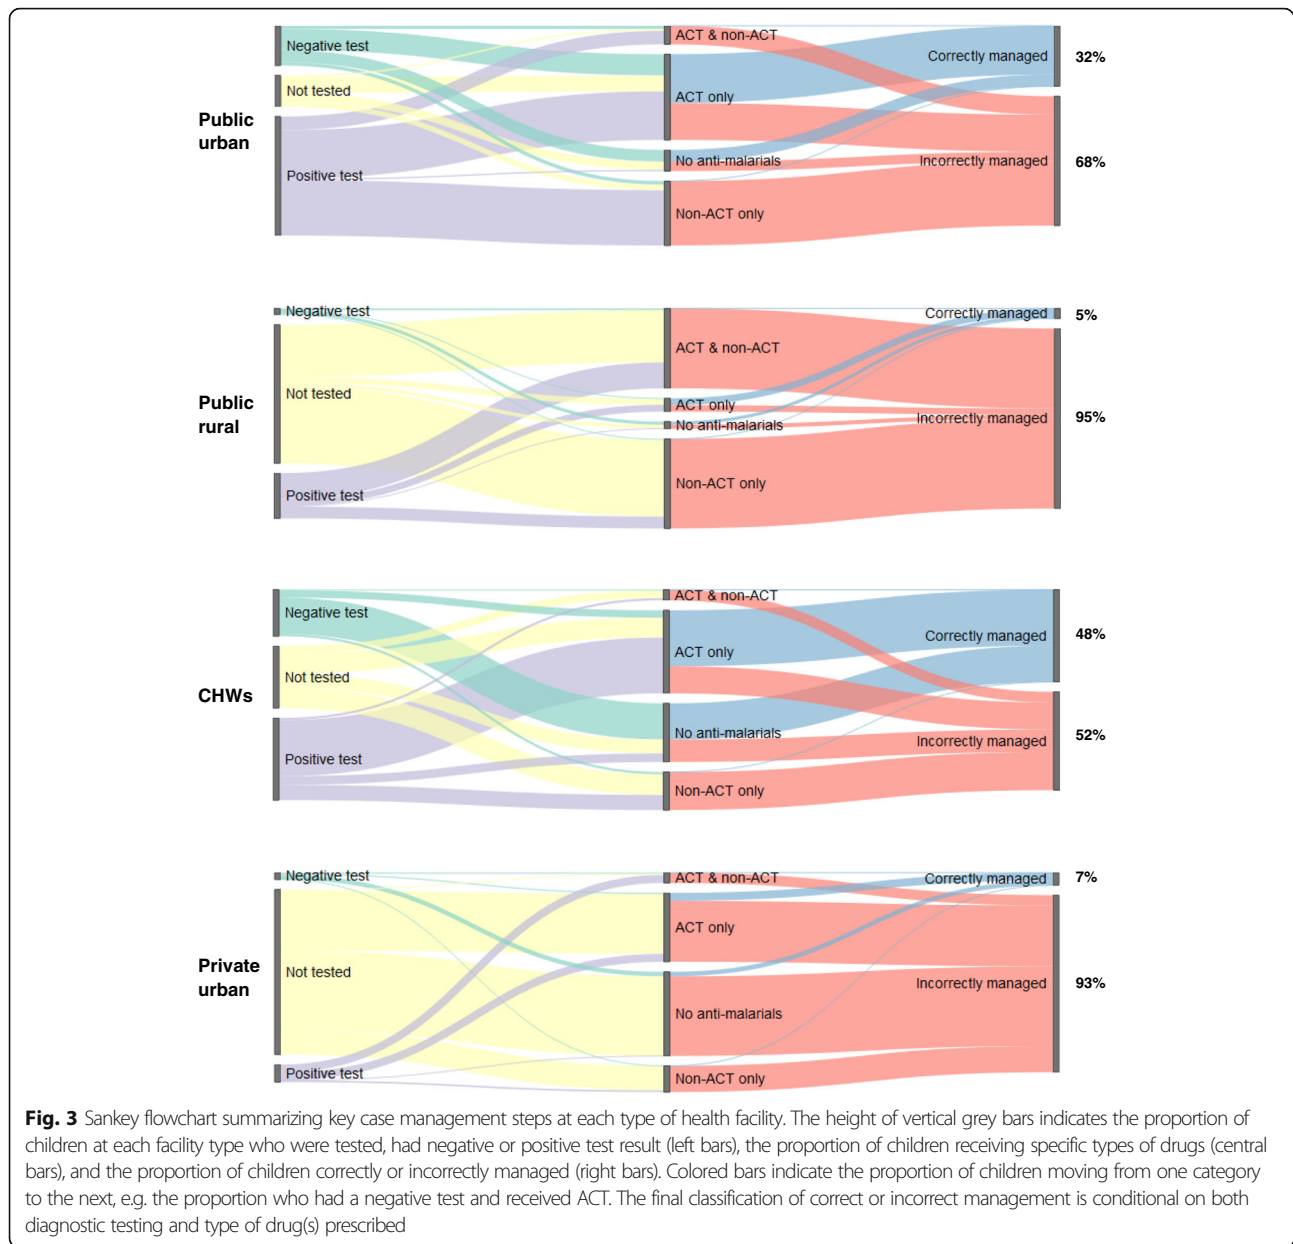 Public
urban
Negative test
Not tested
Positive test
ACT & non-ACT
ACT only
No anti-malarials
Non-ACT only
Correctly managed
Incorrectly managed
32%
68%
Public
rural
Negative test
Not tested
Positive test
ACT & non-ACT
ACT only
No anti-malarials
Non-ACT only
Correctly managed
Incorrectly managed
5%
95%
CHWs
Negative test
Not tested
Positive test
ACT & non-ACT
ACT only
No anti-malarials
Non-ACT only
Correctly managed
Incorrectly managed
48%
52%
Private
urban
Negative test
Not tested
Positive test
ACT & non-ACT
ACT only
No anti-malarials
Non-ACT only
Correctly managed
Incorrectly managed
7%
93%
Fig. 3 Sankey flowchart summarizing key case management steps at each type of health facility. The height of vertical grey bars indicates the proportion of
children at each facility type who were tested, had negative or positive test result (left bars), the proportion of children receiving specific types of drugs (central
bars), and the proportion of children correctly or incorrectly managed (right bars). Colored bars indicate the proportion of children moving from one category
to the next, e.g. the proportion who had a negative test and received ACT. The final classification of correct or incorrect management is conditional on both
diagnostic testing and type of drug(s) prescribed